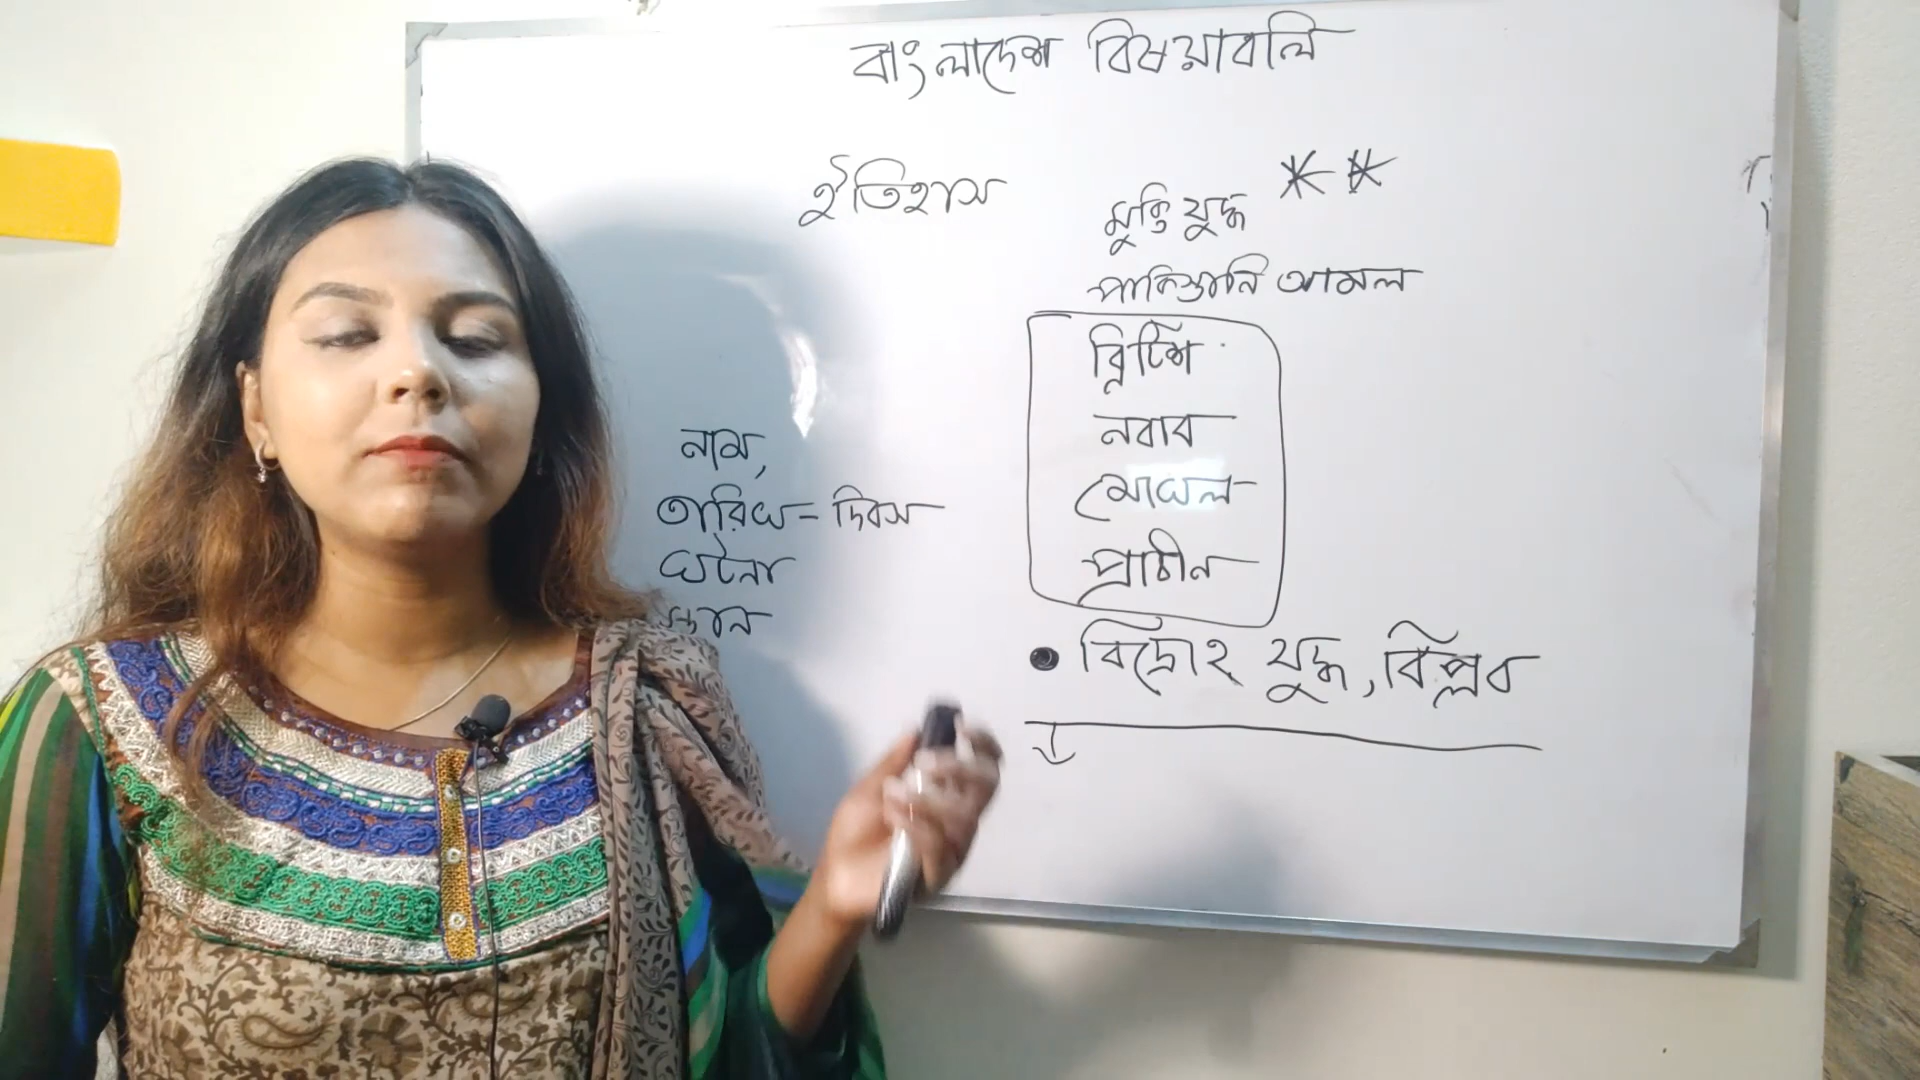 বাংলাদেশ বিষয়াবলি
ইতিহাস
মুক্তি যুদ্ধ
পাকিস্তানি আমল
ব্রিটিশ
নবাব
মোঘল
প্রাচীন
বিদ্রোহ যুদ্ধ, বিপ্লব
নাম,
তারিখ - দিবস
ঘটনা
স্থান